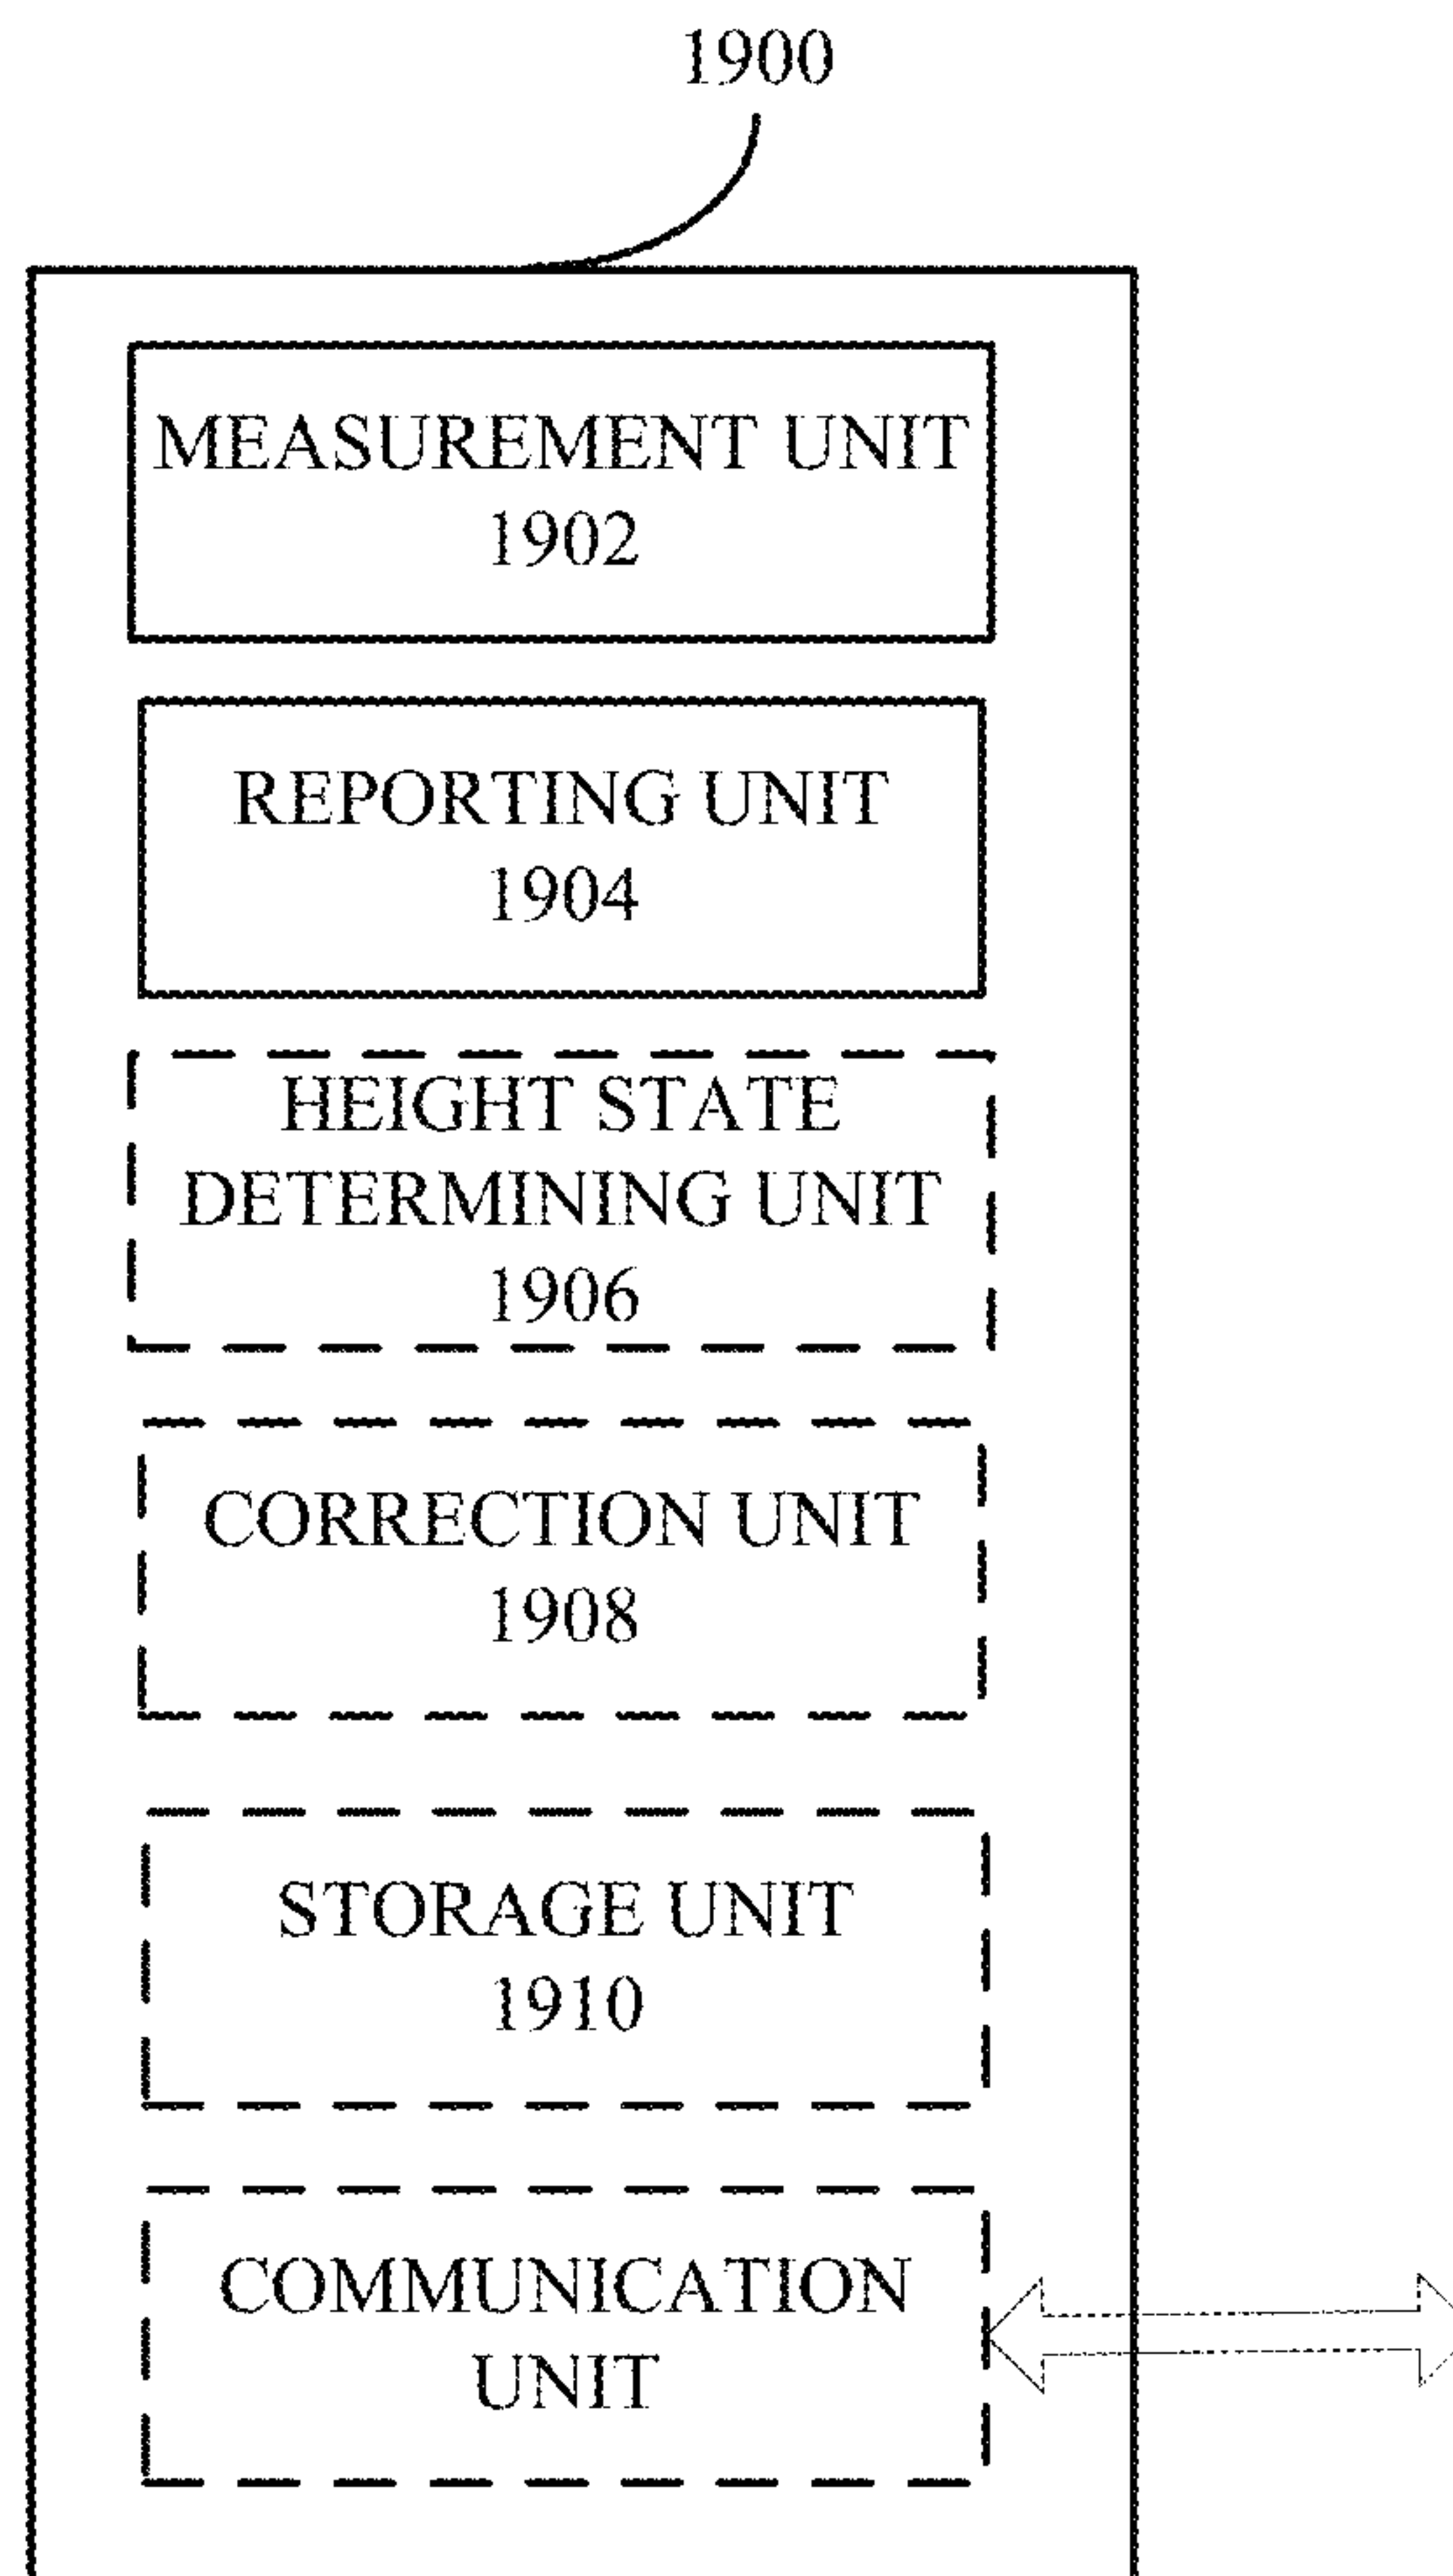 1900
MEASUREMENT UNIT
1902
REPORTING UNIT
1904
HEIGHT STATE
DETERMINING UNIT
1906
CORRECTION UNIT
1908
STORAGE UNIT
1910
COMMUNICATION
UNIT